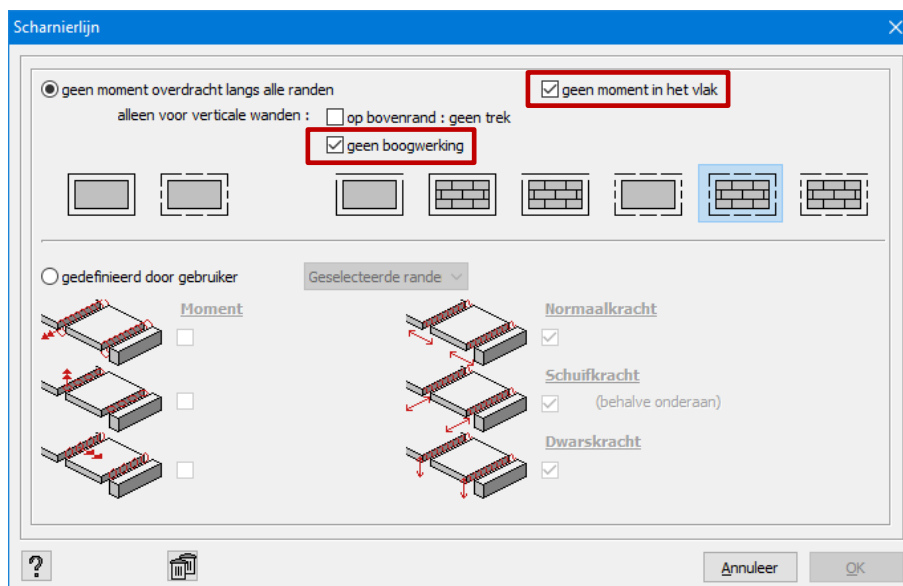 Scharnierlijn
geen moment overdracht langs alle randen
geen moment in het vlak
alleen voor verticale wanden :
op bovenrand : geen trek
geen boogwerking
gedefinieerd door gebruiker
Geselecteerde rande
Moment
Normaalkracht
Schuifkracht
(behalve onderaan)
Dwarskracht
?
Annuleer
OK